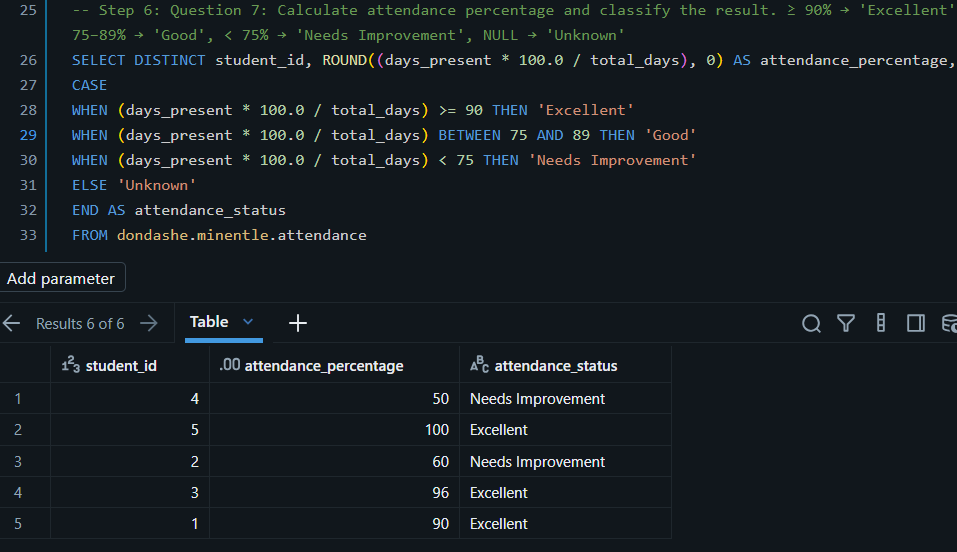 25 -- Step 6: Question 7: Calculate attendance percentage and classify the result. ≥ 90% → 'Excellent'
75–89% → 'Good', < 75% → 'Needs Improvement', NULL → 'Unknown'
26 SELECT DISTINCT student_id, ROUND((days_present * 100.0 / total_days), 0) AS attendance_percentage,
27 CASE
28 WHEN (days_present * 100.0 / total_days) >= 90 THEN 'Excellent'
29 WHEN (days_present * 100.0 / total_days) BETWEEN 75 AND 89 THEN 'Good'
30 WHEN (days_present * 100.0 / total_days) < 75 THEN 'Needs Improvement'
31 ELSE 'Unknown'
32 END AS attendance_status
33 FROM dondashe.minentle.attendance
Add parameter
← Results 6 of 6 → Table +
123 student_id .00 attendance_percentage ABC attendance_status
1 4 50 Needs Improvement
2 5 100 Excellent
3 2 60 Needs Improvement
4 3 96 Excellent
5 1 90 Excellent